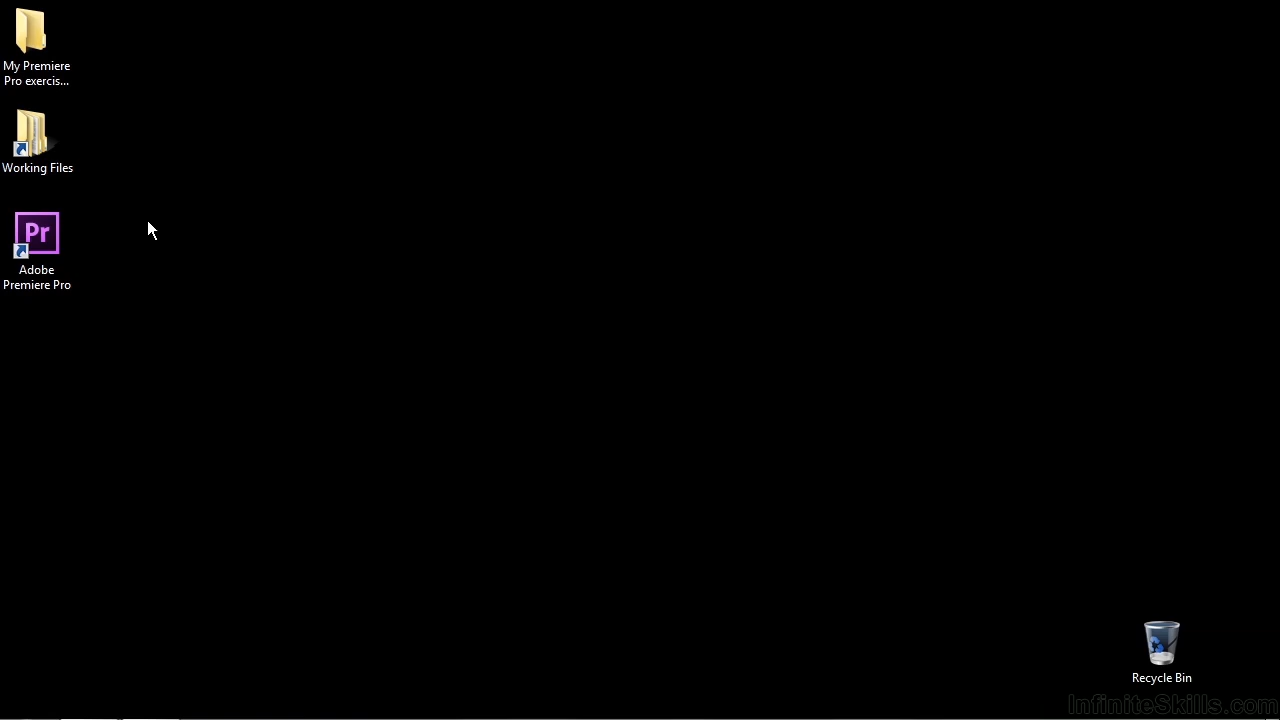 My Premiere
Pro exercis...
Working Files
Pr
Adobe
Premiere Pro
Recycle Bin
InfiniteSkills.com